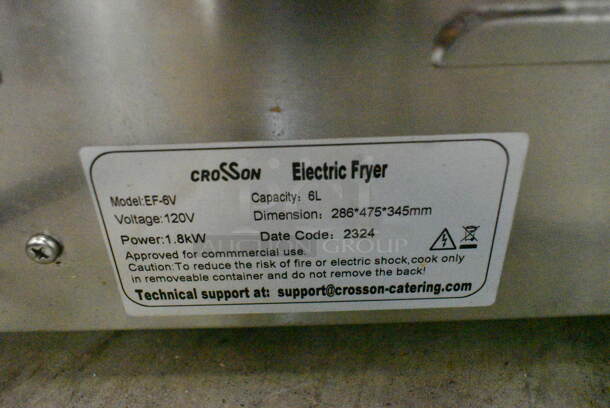 CROSSON Electric Fryer
Model:EF-6V Capacity: 6L
Voltage:120V Dimension: 286*475*345mm
Power:1.8kW Date Code: 2324
Approved for commmercial use.
Caution:To reduce the risk of fire or electric shock,cook only
in removeable container and do not remove the back!
Technical support at: support@crosson-catering.com
AUCTION GROUP